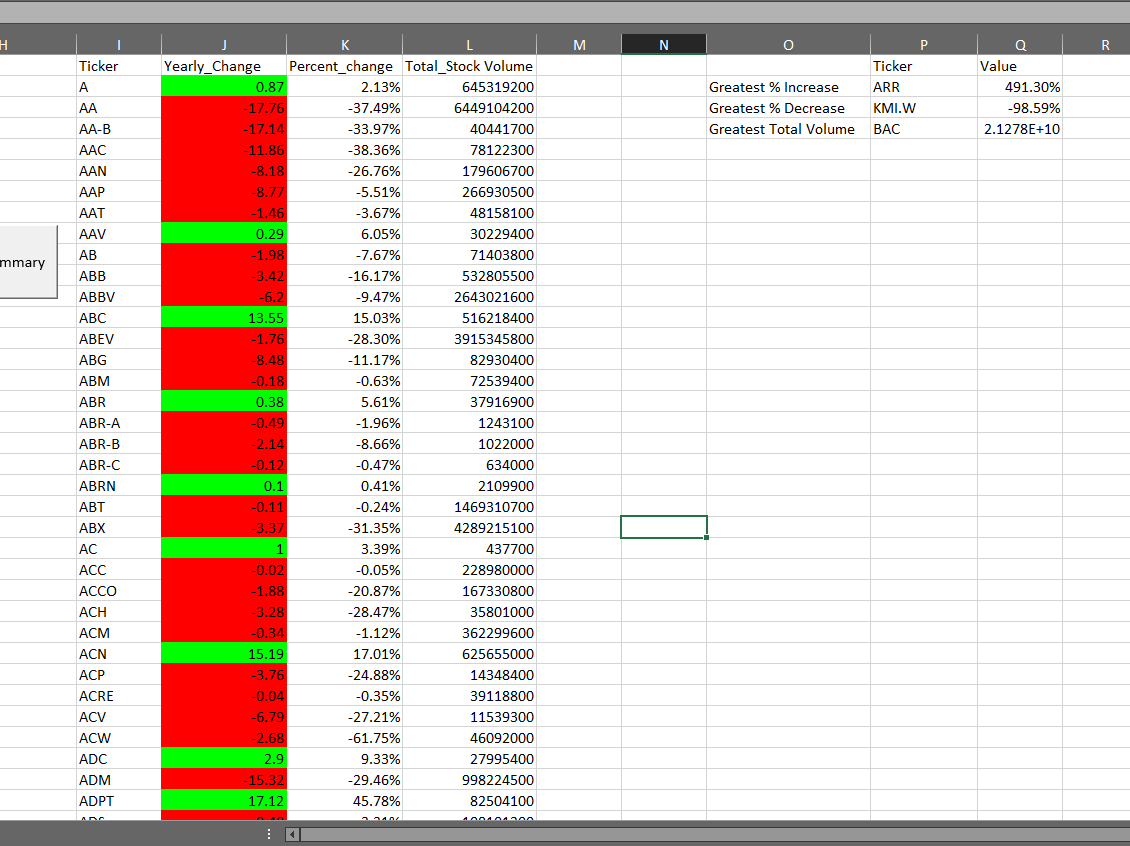 H I J K L M N O P Q R
Ticker Yearly_Change Percent_change Total_Stock Volume Ticker Value
A 0.87 2.13% 645319200 Greatest % Increase ARR 491.30%
AA -17.76 -37.49% 6449104200 Greatest % Decrease KMI.W -98.59%
AA-B -17.14 -33.97% 40441700 Greatest Total Volume BAC 2.1278E+10
AAC -11.86 -38.36% 78122300
AAN -8.18 -26.76% 179606700
AAP -8.77 -5.51% 266930500
AAT -1.46 -3.67% 48158100
AAV 0.29 6.05% 30229400
AB -1.98 -7.67% 71403800
mmary
ABB -3.42 -16.17% 532805500
ABBV -6.2 -9.47% 2643021600
ABC 13.55 15.03% 516218400
ABEV -1.76 -28.30% 3915345800
ABG -8.48 -11.17% 82930400
ABM -0.18 -0.63% 72539400
ABR 0.38 5.61% 37916900
ABR-A -0.49 -1.96% 1243100
ABR-B -2.14 -8.66% 1022000
ABR-C -0.12 -0.47% 634000
ABRN 0.1 0.41% 2109900
ABT -0.11 -0.24% 1469310700
ABX -3.37 -31.35% 4289215100
AC 1 3.39% 437700
ACC -0.02 -0.05% 228980000
ACCO -1.88 -20.87% 167330800
ACH -3.28 -28.47% 35801000
ACM -0.34 -1.12% 362299600
ACN 15.19 17.01% 625655000
ACP -3.76 -24.88% 14348400
ACRE -0.04 -0.35% 39118800
ACV -6.79 -27.21% 11539300
ACW -2.68 -61.75% 46092000
ADC 2.9 9.33% 27995400
ADM -15.32 -29.46% 998224500
ADPT 17.12 45.78% 82504100